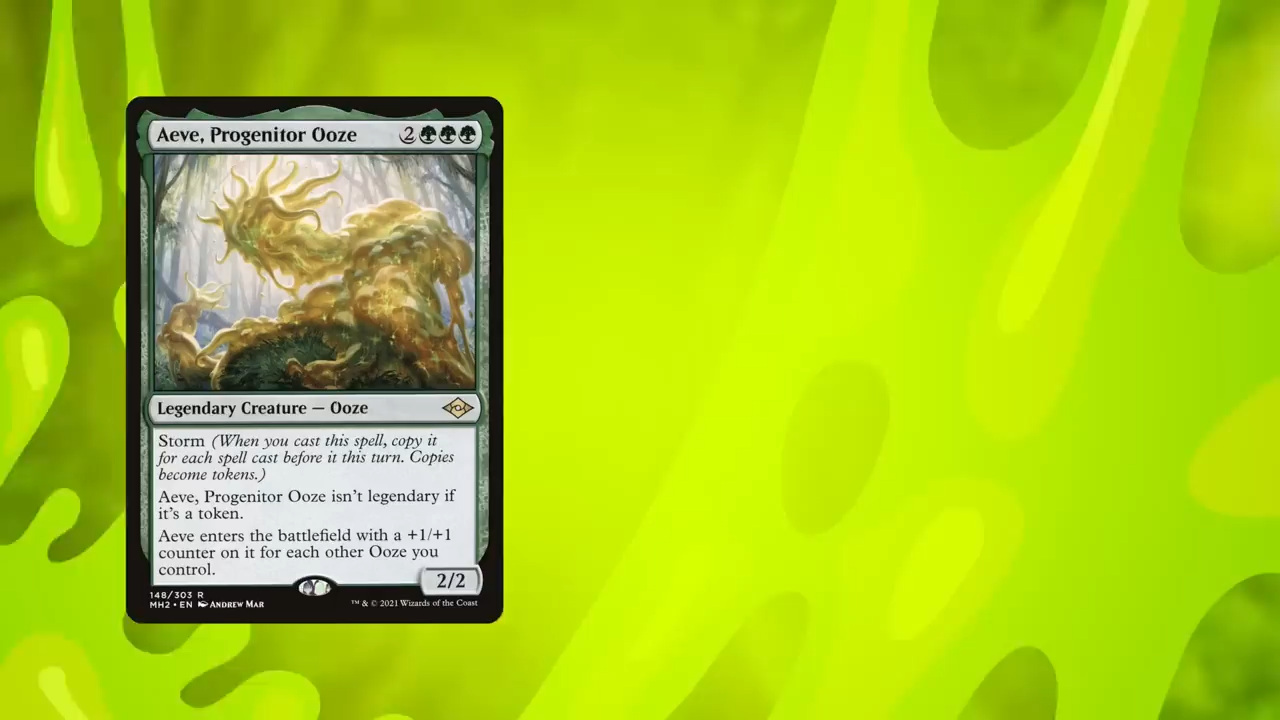 Aeve, Progenitor Ooze 2
Legendary Creature — Ooze
Storm (When you cast this spell, copy it
for each spell cast before it this turn. Copies
become tokens.)
Aeve, Progenitor Ooze isn't legendary if
it's a token.
Aeve enters the battlefield with a +1/+1
counter on it for each other Ooze you
control.
2/2
148/303 R
MH2 • EN Andrew Mar
™ & © 2021 Wizards of the Coast